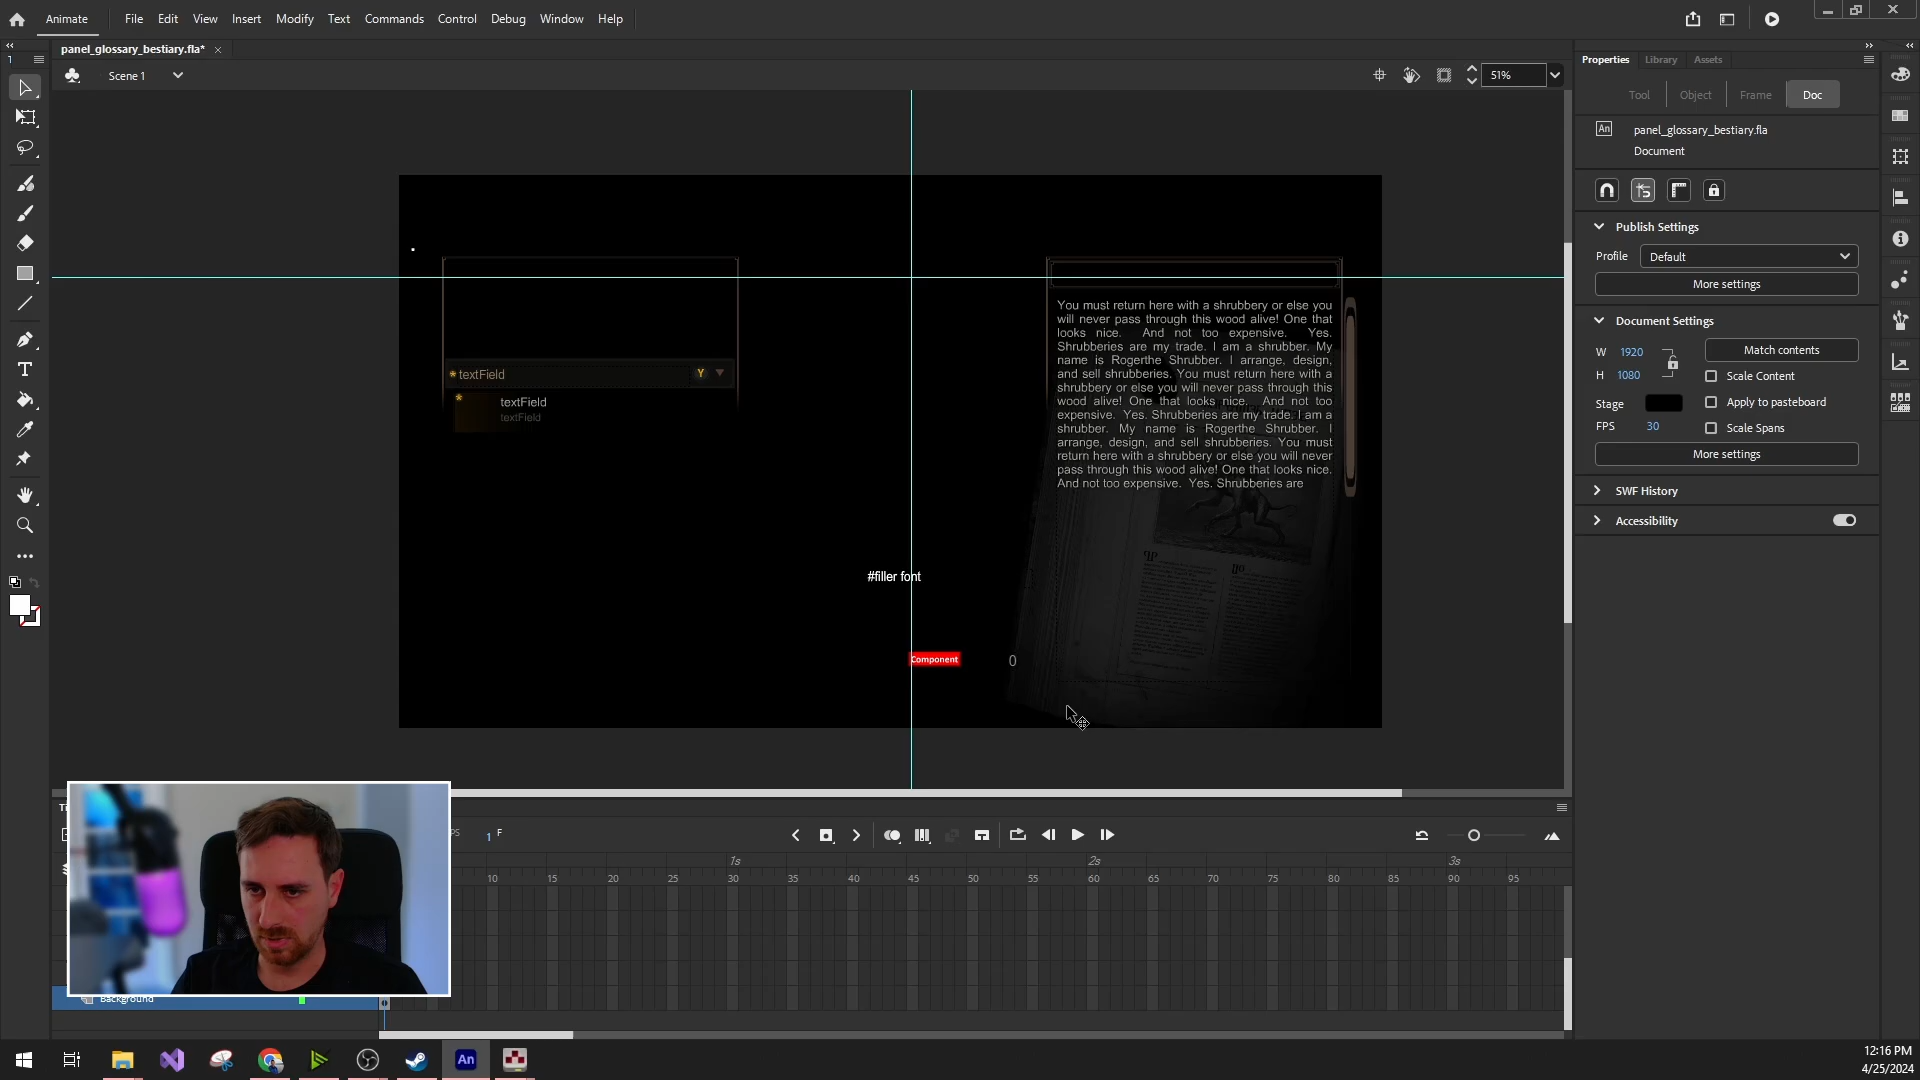 Animate
File
Edit
View
Insert
Modify
Text
Commands
Control
Debug
Window
Help
panel_glossary_bestiary.fla*
1
Scene 1
51%
Properties
Library
Assets
Tool
Object
Frame
Doc
An
panel_glossary_bestiary.fla
Document
Publish Settings
Profile
Default
More settings
Document Settings
W 1920
Match contents
H 1080
Scale Content
Stage
Apply to pasteboard
FPS 30
Scale Spans
More settings
SWF History
Accessibility
You must return here with a shrubbery or else you
will never pass through this wood alive! One that
looks nice. And not too expensive. Yes.
Shrubberies are my trade. I am a shrubber. My
name is Rogerthe Shrubber. I arrange, design,
and sell shrubberies. You must return here with a
shrubbery or else you will never pass through this
wood alive! One that looks nice. And not too
expensive. Yes. Shrubberies are my trade. I am a
shrubber. My name is Rogerthe Shrubber. I
arrange, design, and sell shrubberies. You must
return here with a shrubbery or else you will never
pass through this wood alive! One that looks nice.
And not too expensive. Yes. Shrubberies are
* textField Y
* textField
textField
#filler font
Component
0
1 F
1s
2s
3s
10 15 20 25 30 35 40 45 50 55 60 65 70 75 80 85 90 95
Background
An
12:16 PM
4/25/2024